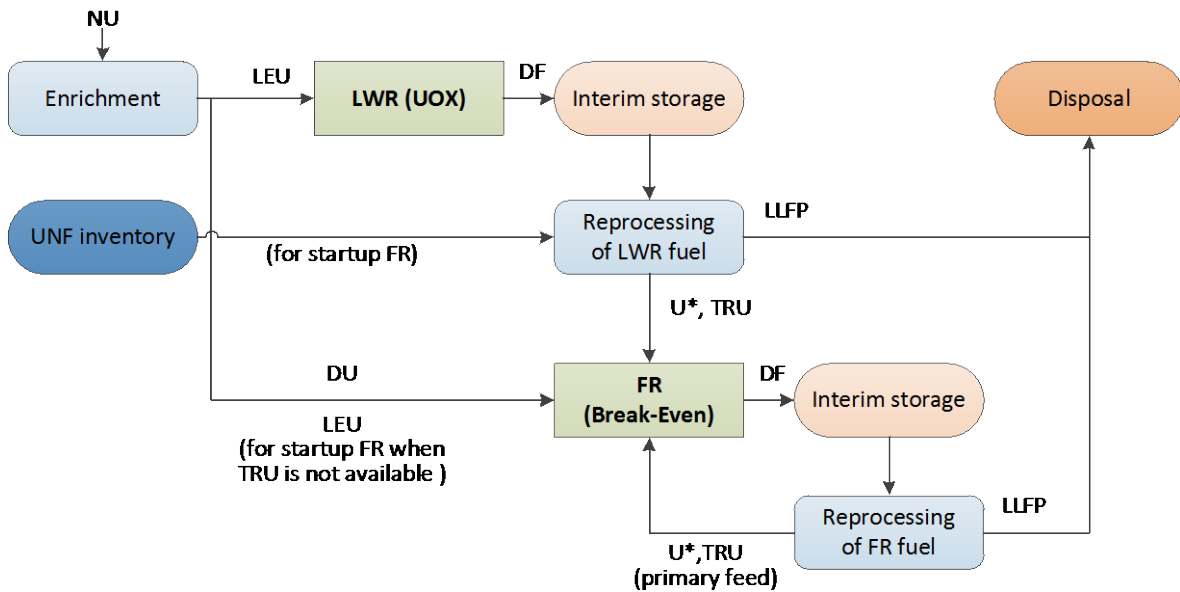 NU
Enrichment
LEU
LWR (UOX)
DF
Interim storage
Disposal
UNF inventory
(for startup FR)
Reprocessing
of LWR fuel
LLFP
U*, TRU
DU
LEU
(for startup FR when
TRU is not available )
FR
(Break-Even)
DF
Interim storage
Reprocessing
of FR fuel
LLFP
U*,TRU
(primary feed)